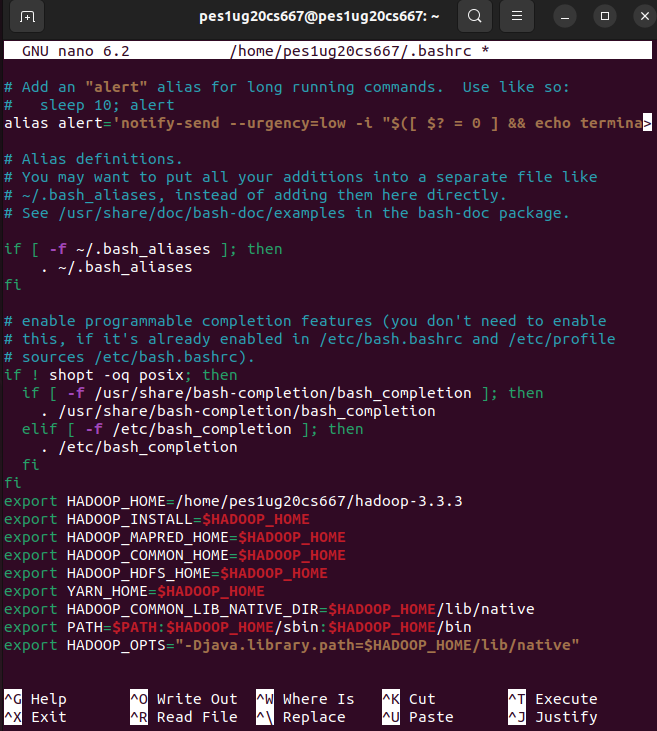 pes1ug20cs667@pes1ug20cs667: ~
GNU nano 6.2 /home/pes1ug20cs667/.bashrc *
# Add an "alert" alias for long running commands.  Use like so:
#   sleep 10; alert
alias alert='notify-send --urgency=low -i "$([ $? = 0 ] && echo termina>
# Alias definitions.
# You may want to put all your additions into a separate file like
# ~/.bash_aliases, instead of adding them here directly.
# See /usr/share/doc/bash-doc/examples in the bash-doc package.
if [ -f ~/.bash_aliases ]; then
    . ~/.bash_aliases
fi
# enable programmable completion features (you don't need to enable
# this, if it's already enabled in /etc/bash.bashrc and /etc/profile
# sources /etc/bash.bashrc).
if ! shopt -oq posix; then
  if [ -f /usr/share/bash-completion/bash_completion ]; then
    . /usr/share/bash-completion/bash_completion
  elif [ -f /etc/bash_completion ]; then
    . /etc/bash_completion
  fi
fi
export HADOOP_HOME=/home/pes1ug20cs667/hadoop-3.3.3
export HADOOP_INSTALL=$HADOOP_HOME
export HADOOP_MAPRED_HOME=$HADOOP_HOME
export HADOOP_COMMON_HOME=$HADOOP_HOME
export HADOOP_HDFS_HOME=$HADOOP_HOME
export YARN_HOME=$HADOOP_HOME
export HADOOP_COMMON_LIB_NATIVE_DIR=$HADOOP_HOME/lib/native
export PATH=$PATH:$HADOOP_HOME/sbin:$HADOOP_HOME/bin
export HADOOP_OPTS="-Djava.library.path=$HADOOP_HOME/lib/native"
^G Help ^O Write Out ^W Where Is ^K Cut ^T Execute
^X Exit ^R Read File ^\ Replace ^U Paste ^J Justify